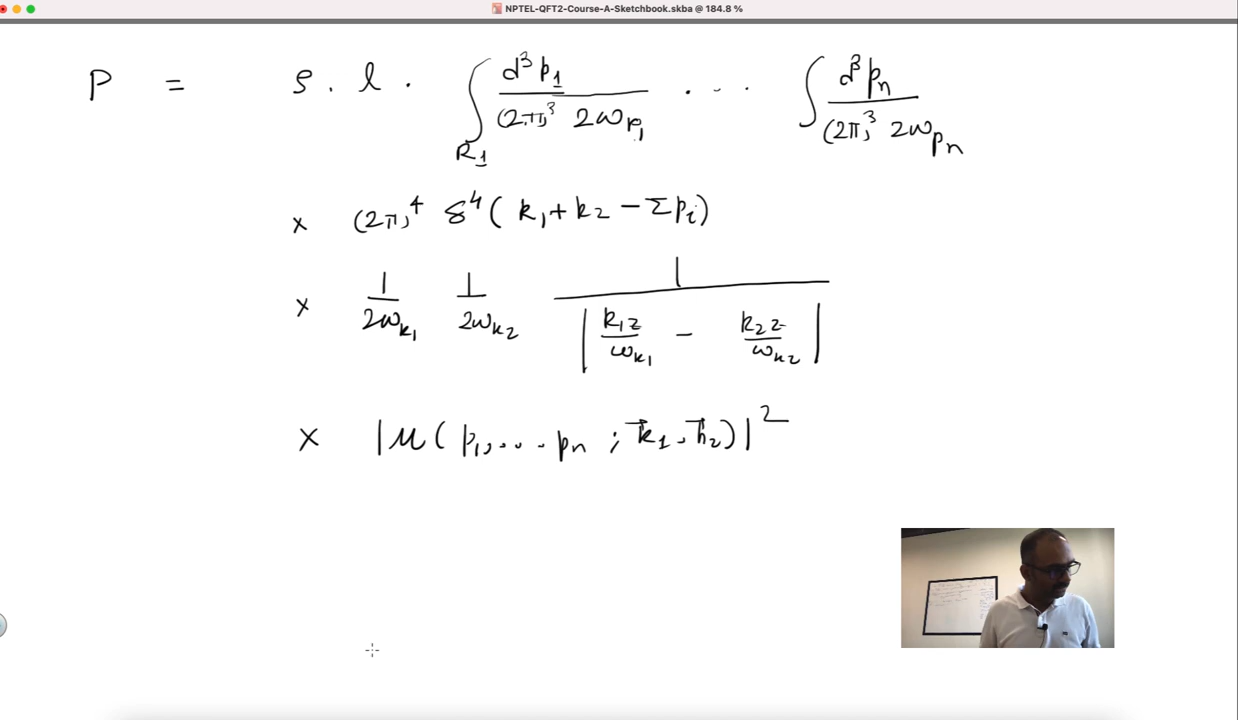 NPTEL-QFT2-Course-A-Sketchbook.skba @ 184.8 %
P = ρ . l . ∫_{R_1} d³p_1 / (2π)³ 2ω_{p_1} . . . ∫ d³p_n / (2π)³ 2ω_{p_n}
× (2π)⁴ δ⁴( k_1 + k_2 − Σp_i )
× 1/2ω_{k_1} 1/2ω_{k_2} 1 / | k_{1z}/ω_{k_1} − k_{2z}/ω_{k_2} |
× |M( p_1, . . . p_n ; k̄_1, k̄_2 )|²